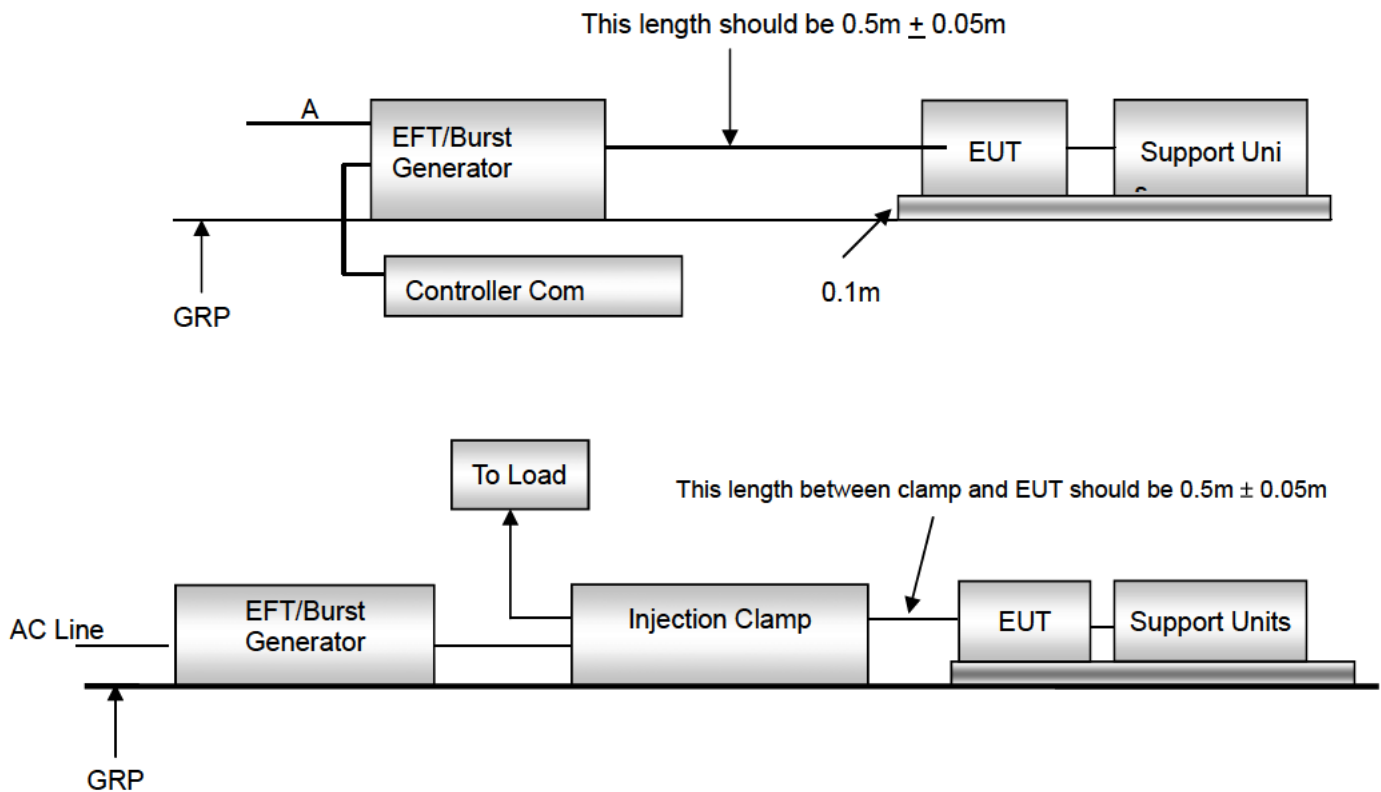 This length should be 0.5m ± 0.05m
A
EFT/Burst
Generator
EUT
Support Uni
Controller Com
0.1m
GRP
To Load
This length between clamp and EUT should be 0.5m ± 0.05m
AC Line
EFT/Burst
Generator
Injection Clamp
EUT
Support Units
GRP